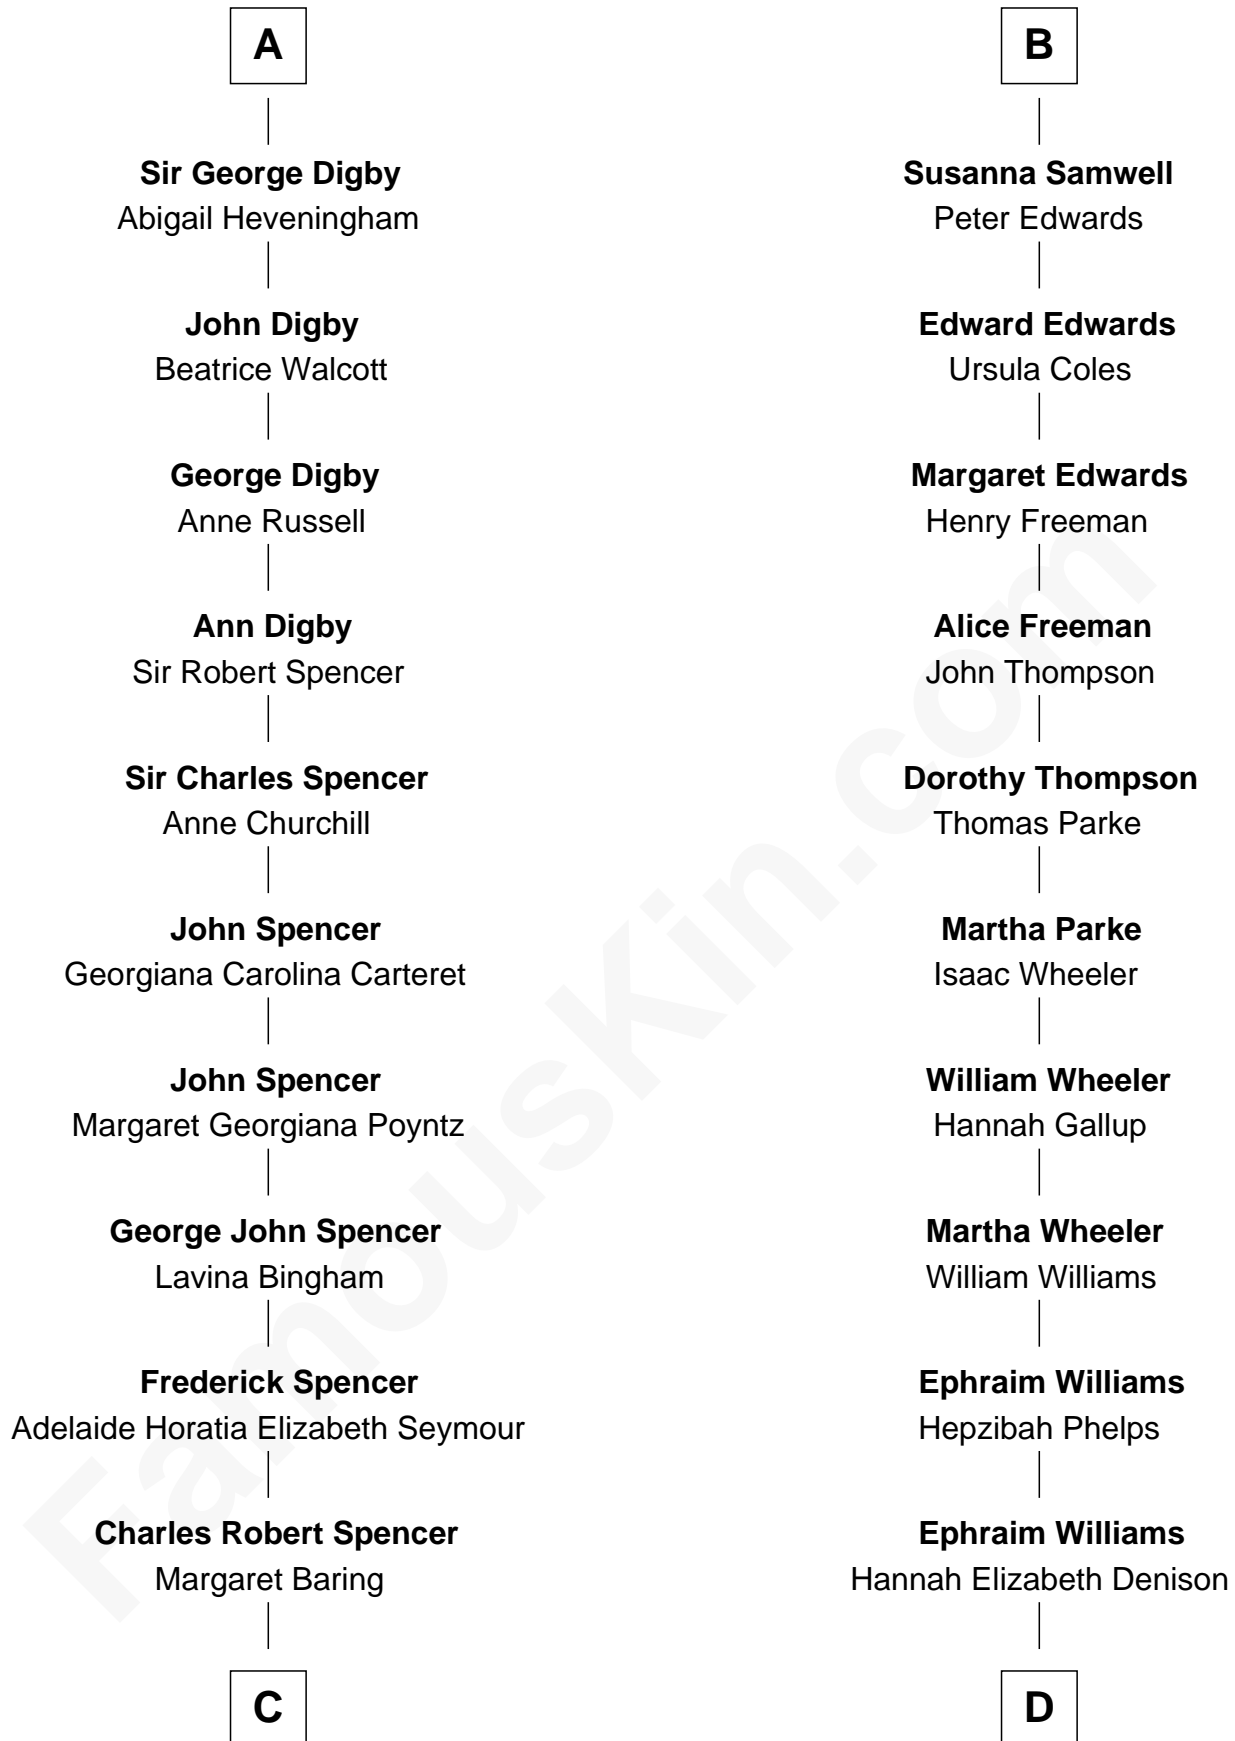 A
Sir George Digby
Abigail Heveningham
John Digby
Beatrice Walcott
George Digby
Anne Russell
Ann Digby
Sir Robert Spencer
Sir Charles Spencer
Anne Churchill
John Spencer
Georgiana Carolina Carteret
John Spencer
Margaret Georgiana Poyntz
George John Spencer
Lavina Bingham
Frederick Spencer
Adelaide Horatia Elizabeth Seymour
Charles Robert Spencer
Margaret Baring
C
B
Susanna Samwell
Peter Edwards
Edward Edwards
Ursula Coles
Margaret Edwards
Henry Freeman
Alice Freeman
John Thompson
Dorothy Thompson
Thomas Parke
Martha Parke
Isaac Wheeler
William Wheeler
Hannah Gallup
Martha Wheeler
William Williams
Ephraim Williams
Hepzibah Phelps
Ephraim Williams
Hannah Elizabeth Denison
D
FamousKin.com